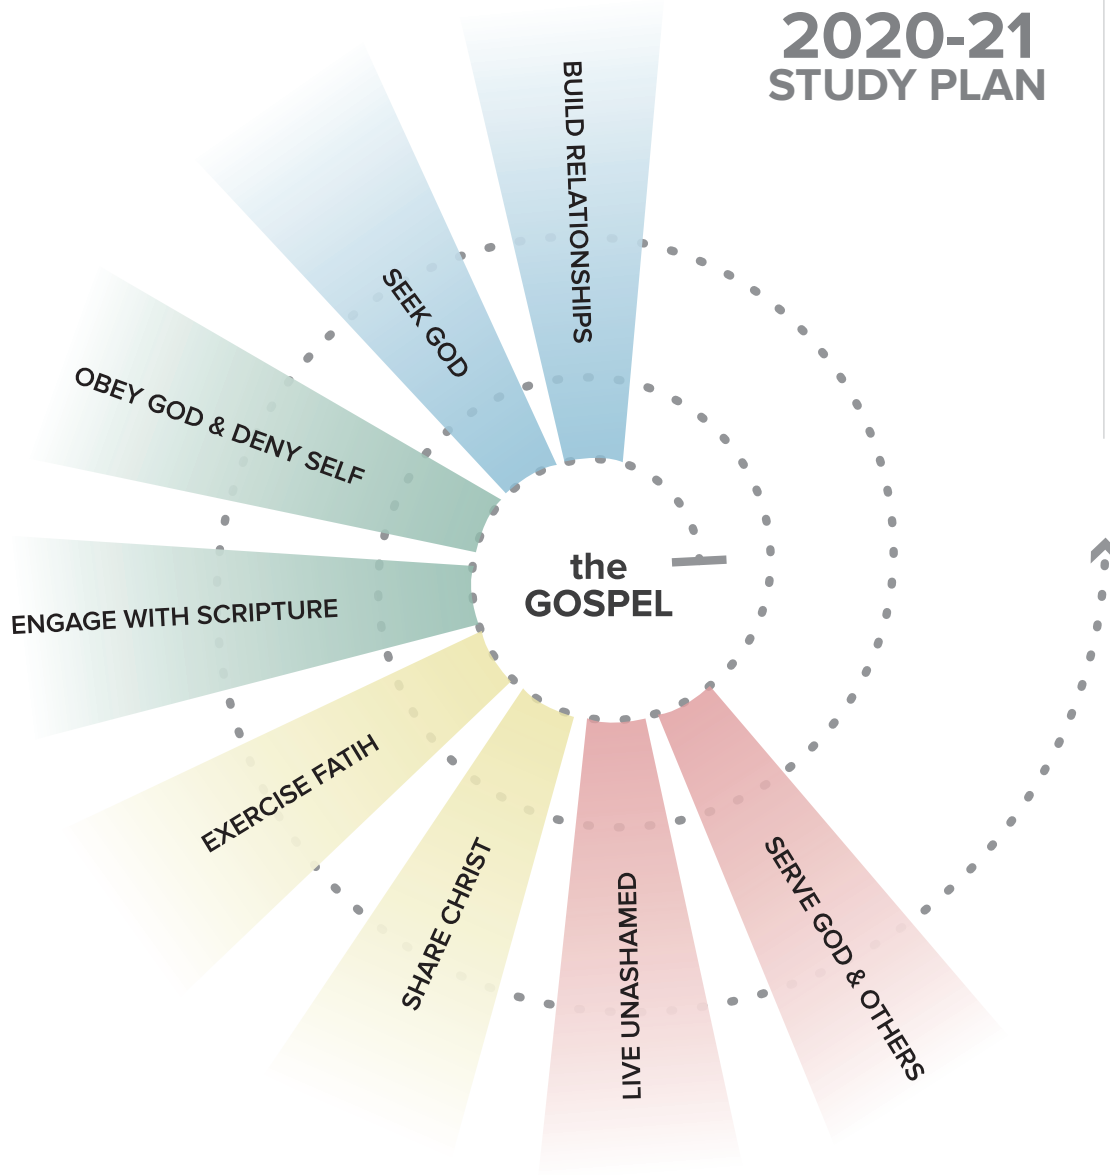 2020-21
STUDY PLAN
BUILD RELATIONSHIPS
SEEK GOD
OBEY GOD & DENY SELF
ENGAGE WITH SCRIPTURE
EXERCISE FATIH
SHARE CHRIST
LIVE UNASHAMED
SERVE GOD & OTHERS
the
GOSPEL